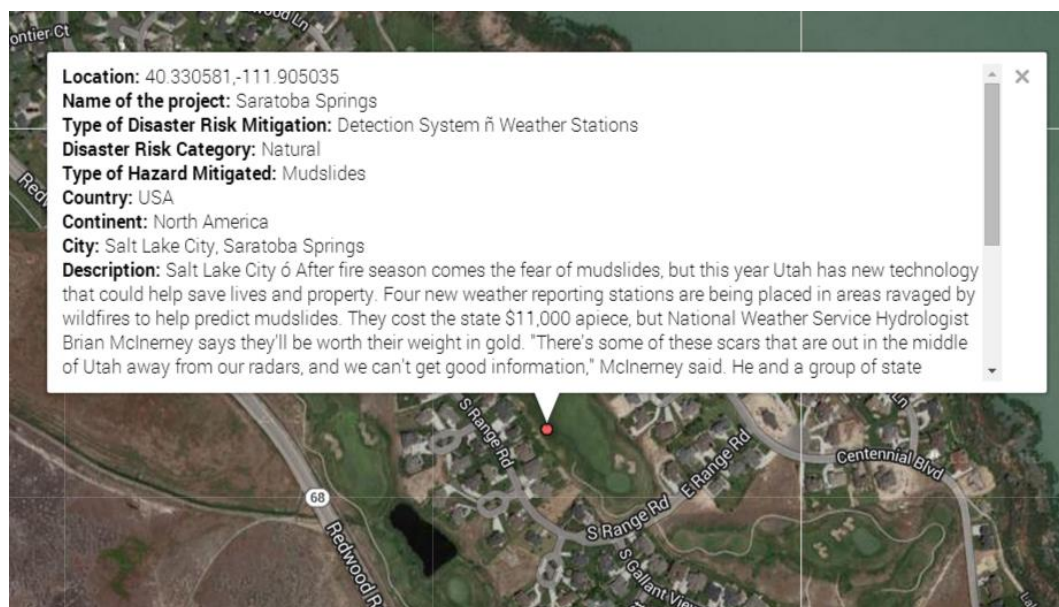 ontier Ct
wood Ln
Location: 40.330581,-111.905035
Name of the project: Saratoba Springs
Type of Disaster Risk Mitigation: Detection System ñ Weather Stations
Disaster Risk Category: Natural
Type of Hazard Mitigated: Mudslides
Country: USA
Continent: North America
City: Salt Lake City, Saratoba Springs
Description: Salt Lake City ó After fire season comes the fear of mudslides, but this year Utah has new technology
that could help save lives and property. Four new weather reporting stations are being placed in areas ravaged by
wildfires to help predict mudslides. They cost the state $11,000 apiece, but National Weather Service Hydrologist
Brian McInerney says they'll be worth their weight in gold. "There's some of these scars that are out in the middle
of Utah away from our radars, and we can't get good information," McInerney said. He and a group of state
Red
Ln
S Range Rd
E Range Rd
Centennial Blvd
68
S Range Rd
Redwood R
S Gallant View